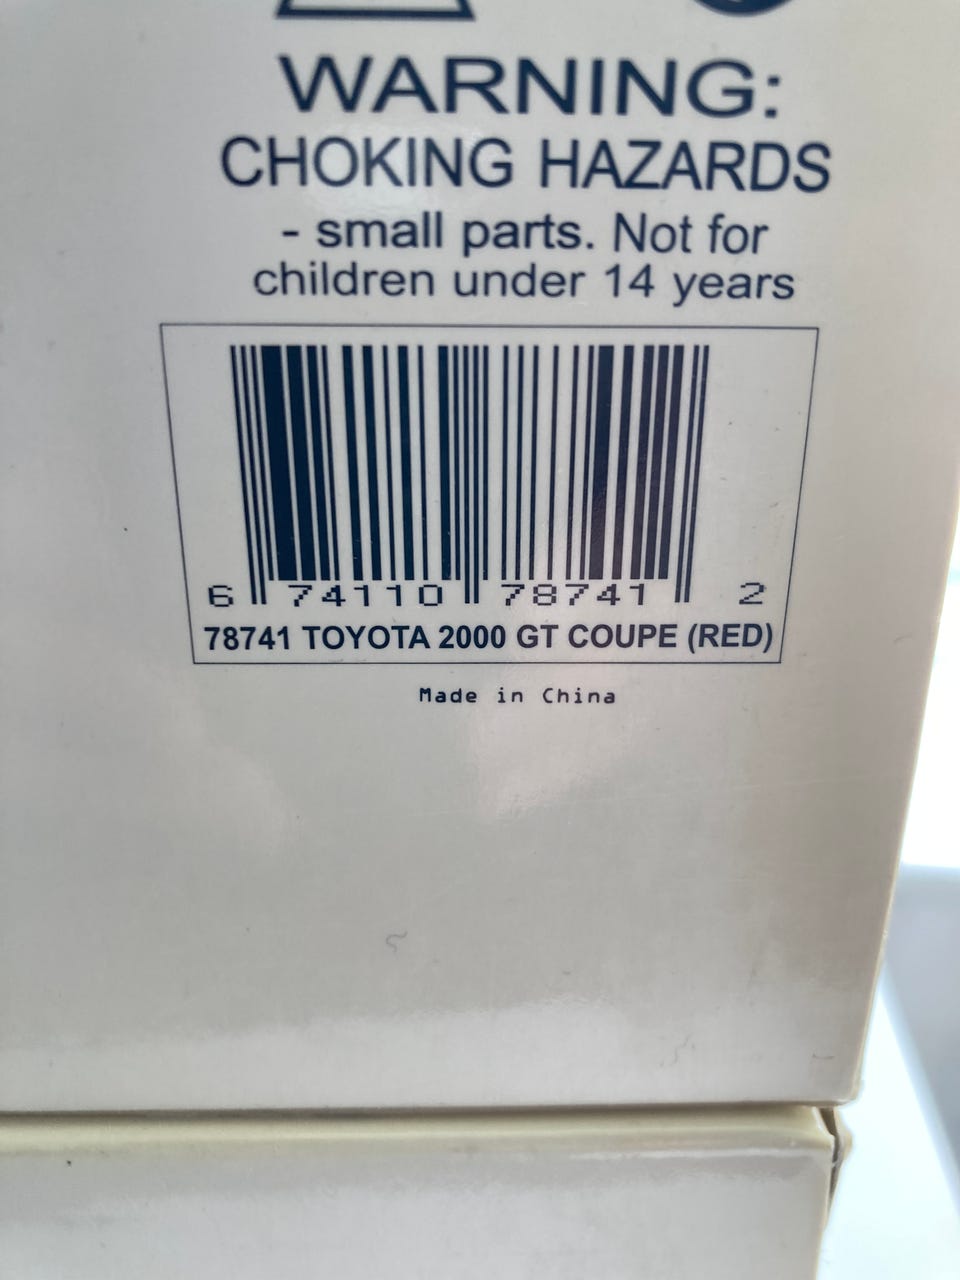 WARNING:
CHOKING HAZARDS
- small parts. Not for
children under 14 years
6 74110 78741 2
78741 TOYOTA 2000 GT COUPE (RED)
Made in China